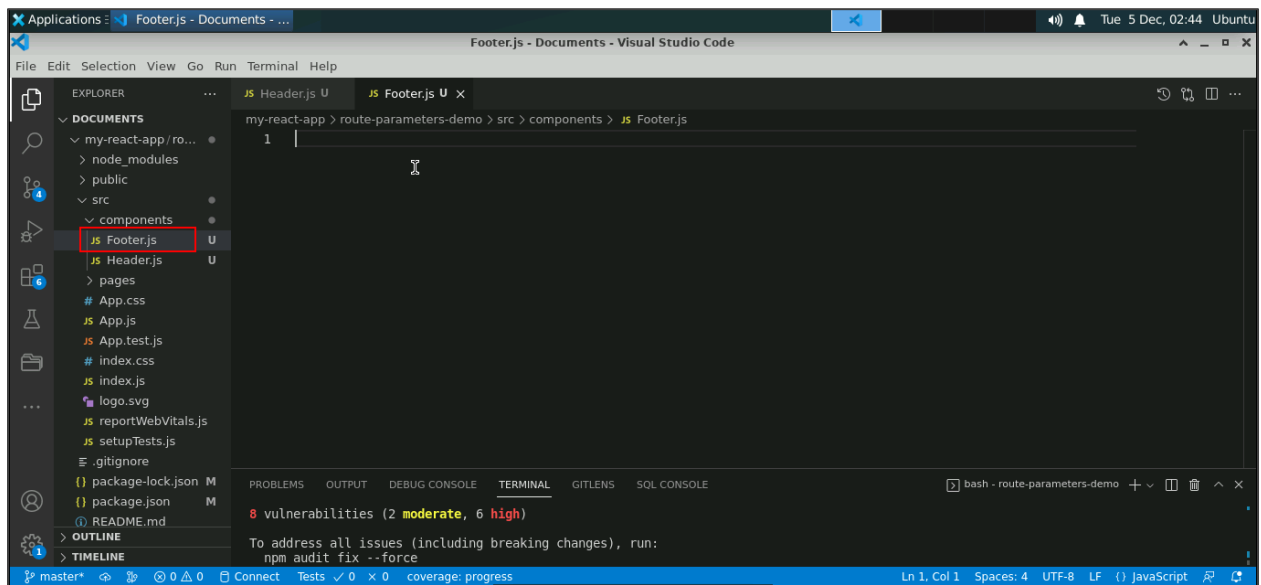 Applications Footer.js - Documents - ... Tue 5 Dec, 02:44 Ubuntu
Footer.js - Documents - Visual Studio Code
File Edit Selection View Go Run Terminal Help
EXPLORER ... JS Header.js U JS Footer.js U
DOCUMENTS
my-react-app > route-parameters-demo > src > components > JS Footer.js
my-react-app/ro...
1
> node_modules
> public
src
4
components
JS Footer.js U
JS Header.js U
> pages
6
# App.css
JS App.js
JS App.test.js
# index.css
JS index.js
logo.svg
JS reportWebVitals.js
JS setupTests.js
.gitignore
{} package-lock.json M
PROBLEMS OUTPUT DEBUG CONSOLE TERMINAL GITLENS SQL CONSOLE bash - route-parameters-demo
{} package.json M
8 vulnerabilities (2 moderate, 6 high)
README.md
> OUTLINE
To address all issues (including breaking changes), run:
1
> TIMELINE
npm audit fix --force
master* 0 0 Connect Tests ✓ 0 × 0 coverage: progress Ln 1, Col 1 Spaces: 4 UTF-8 LF {} JavaScript